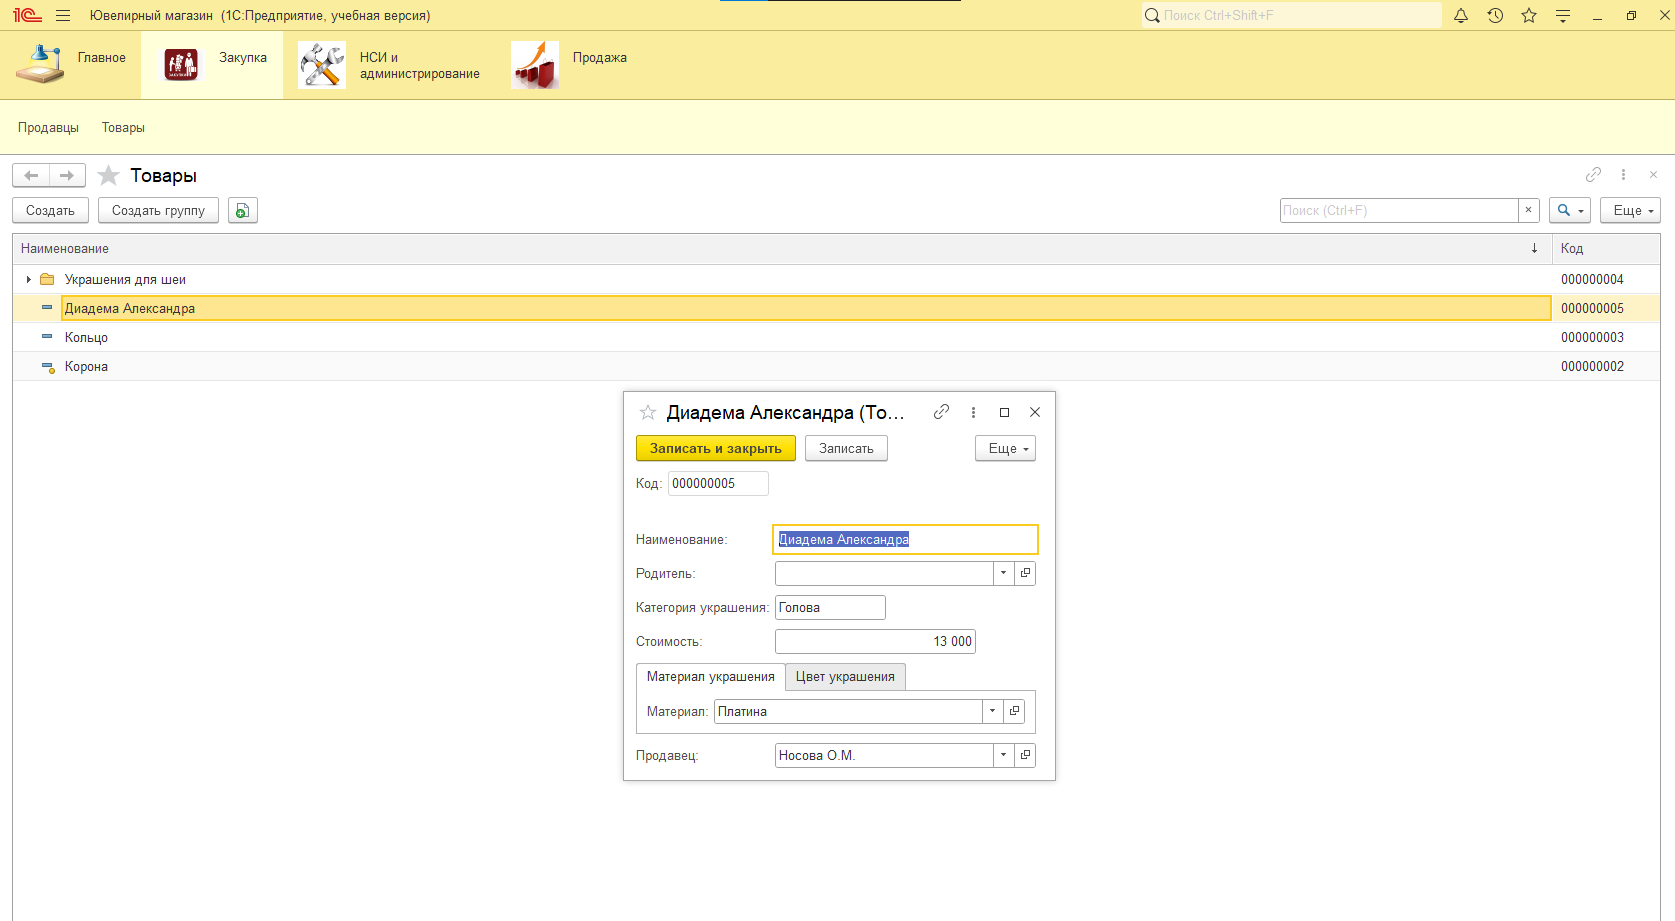 1С Ювелирный магазин (1С:Предприятие, учебная версия) Поиск Ctrl+Shift+F
Главное
Закупка
НСИ и
администрирование
Продажа
Продавцы Товары
Товары
Создать Создать группу Поиск (Ctrl+F) × Еще
Наименование ↓ Код
Украшения для шеи 000000004
Диадема Александра 000000005
Кольцо 000000003
Корона 000000002
Диадема Александра (То...
Записать и закрыть Записать Еще
Код: 000000005
Наименование: Диадема Александра
Родитель:
Категория украшения: Голова
Стоимость: 13 000
Материал украшения Цвет украшения
Материал: Платина
Продавец: Носова О.М.